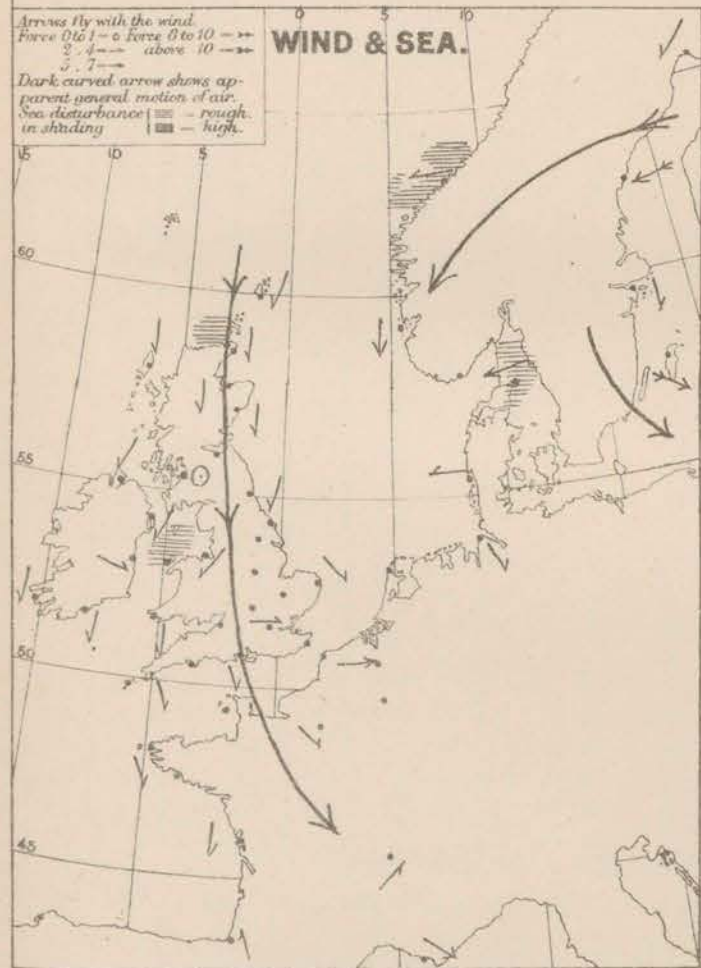 WIND & SEA.
Arrows fly with the wind.
Force 0 to 1 Force 8 to 10
2 . 4 above 10
5 . 7
Dark curved arrow shows ap-
parent general motion of air.
Sea disturbance - rough.
in shading - high.
0 5 10
15 10 5
60
55
50
45